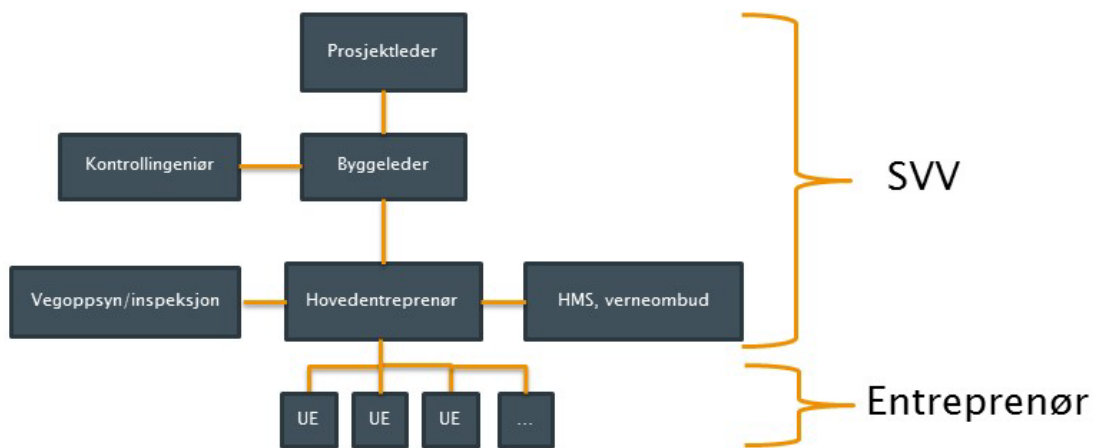 Prosjektleder
Kontrollingeniør
Byggeleder
SVV
Vegoppsyn/inspeksjon
Hovedentreprenør
HMS, verneombud
UE
UE
UE
...
Entreprenør